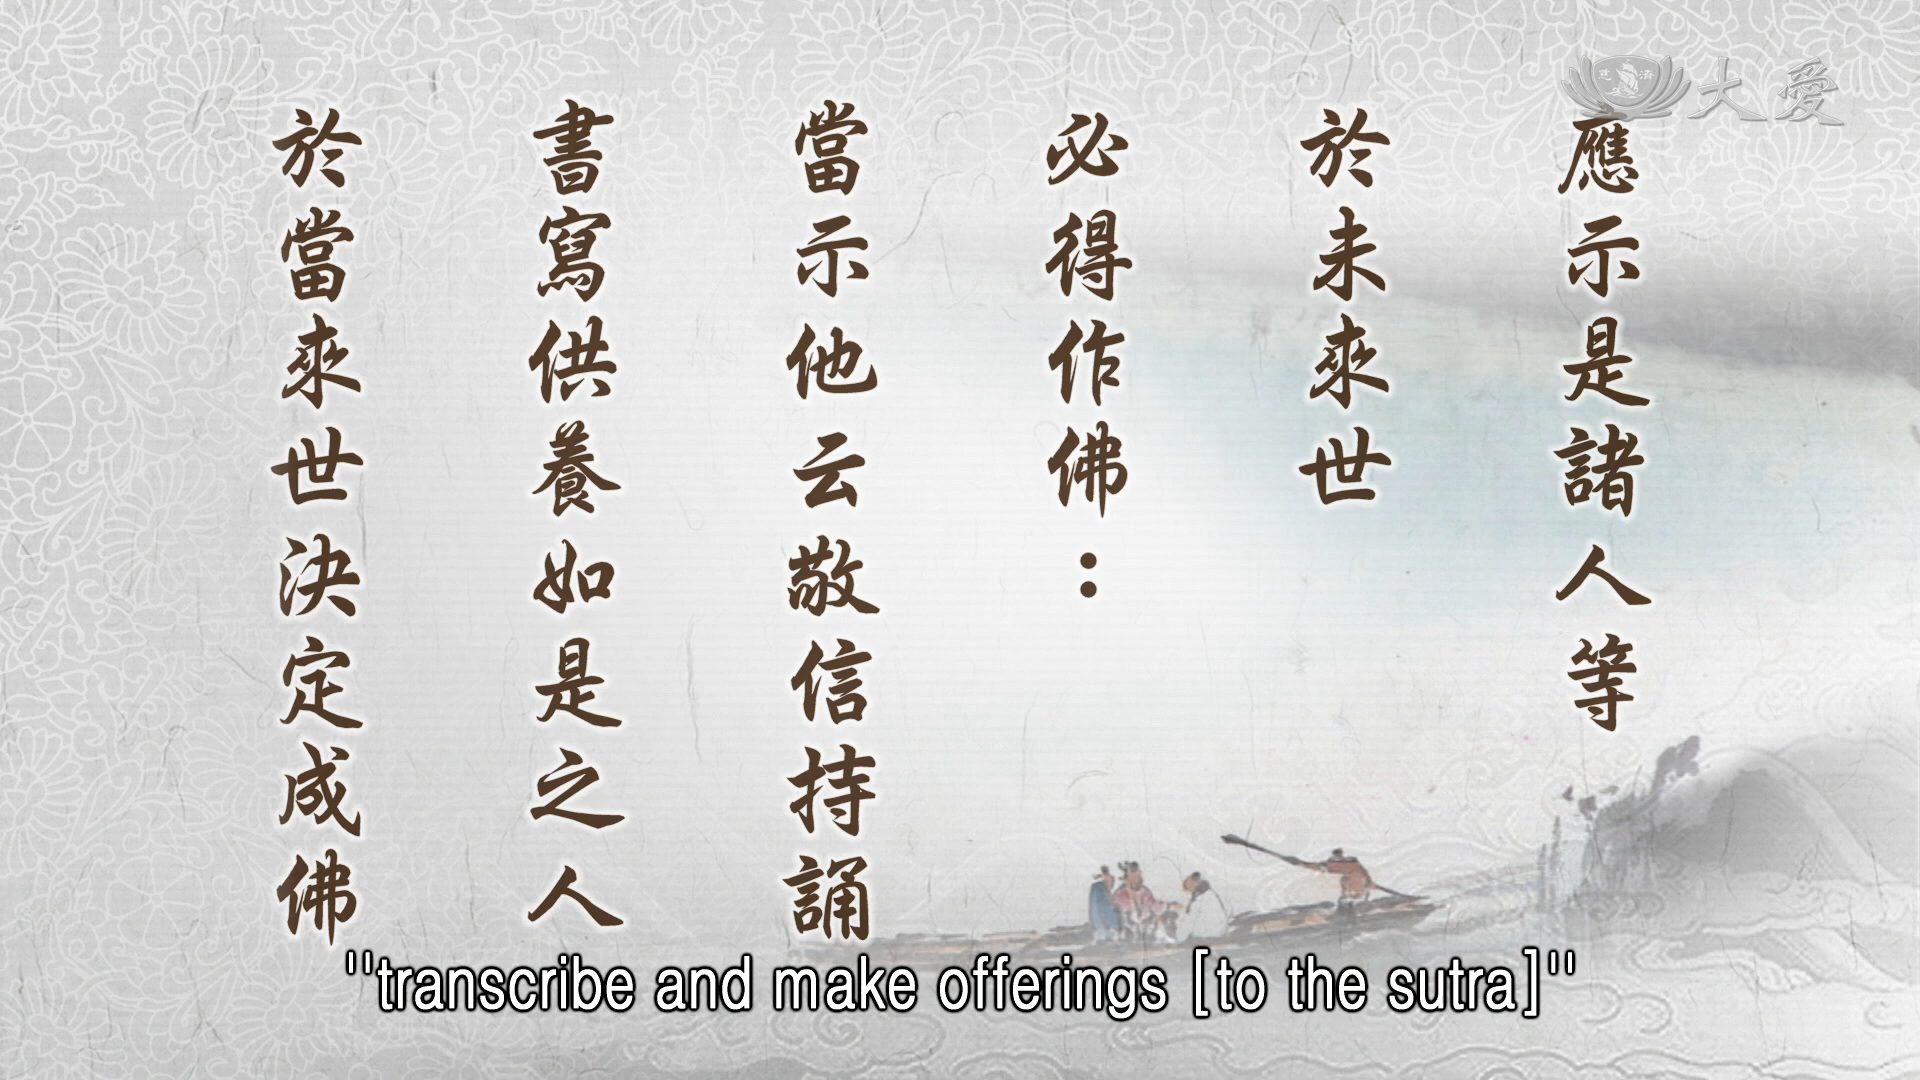 大愛
慈濟
應示是諸人等
於未來世
必得作佛：
當示他云敬信持誦
書寫供養如是之人
於當來世決定成佛
"transcribe and make offerings [to the sutra]"